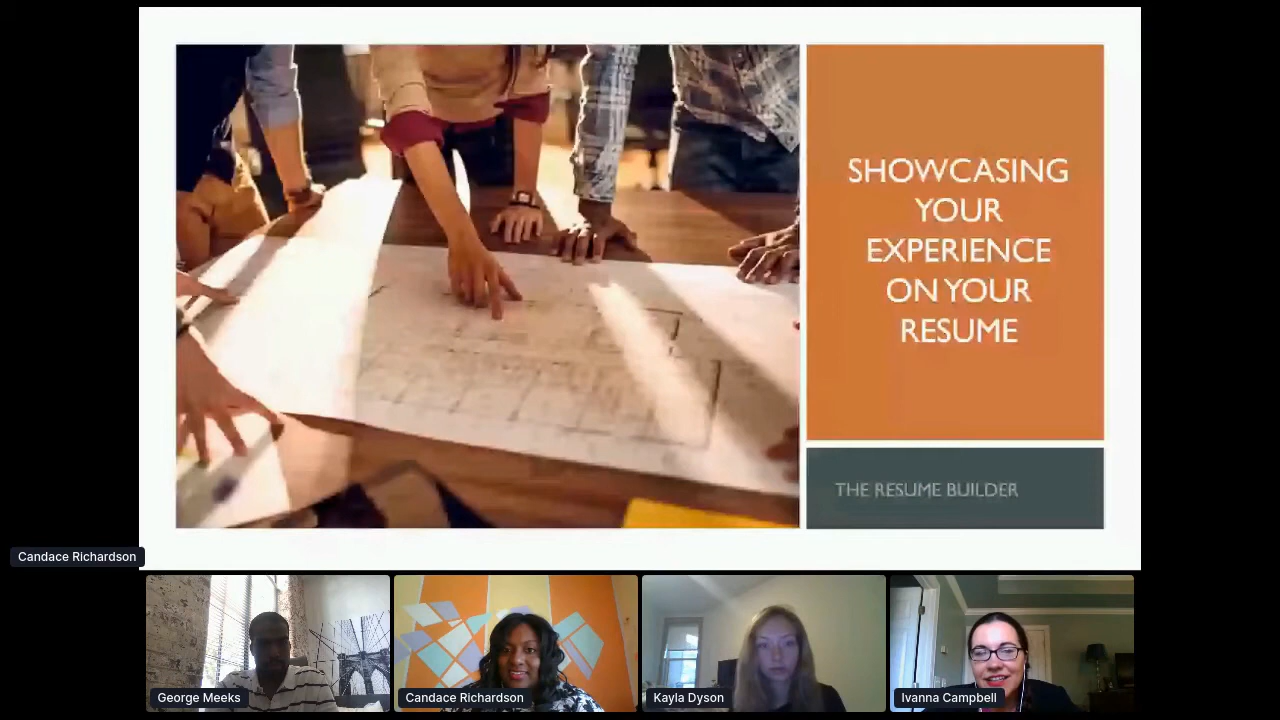 SHOWCASING
YOUR
EXPERIENCE
ON YOUR
RESUME
THE RESUME BUILDER
Candace Richardson
George Meeks
Candace Richardson
Kayla Dyson
Ivanna Campbell